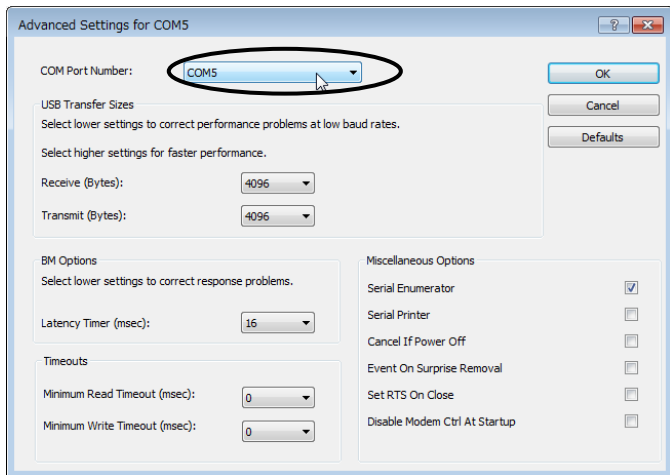 Advanced Settings for COM5
COM Port Number: COM5
OK
USB Transfer Sizes
Cancel
Select lower settings to correct performance problems at low baud rates.
Defaults
Select higher settings for faster performance.
Receive (Bytes): 4096
Transmit (Bytes): 4096
BM Options
Select lower settings to correct response problems.
Latency Timer (msec): 16
Timeouts
Minimum Read Timeout (msec): 0
Minimum Write Timeout (msec): 0
Miscellaneous Options
Serial Enumerator
Serial Printer
Cancel If Power Off
Event On Surprise Removal
Set RTS On Close
Disable Modem Ctrl At Startup